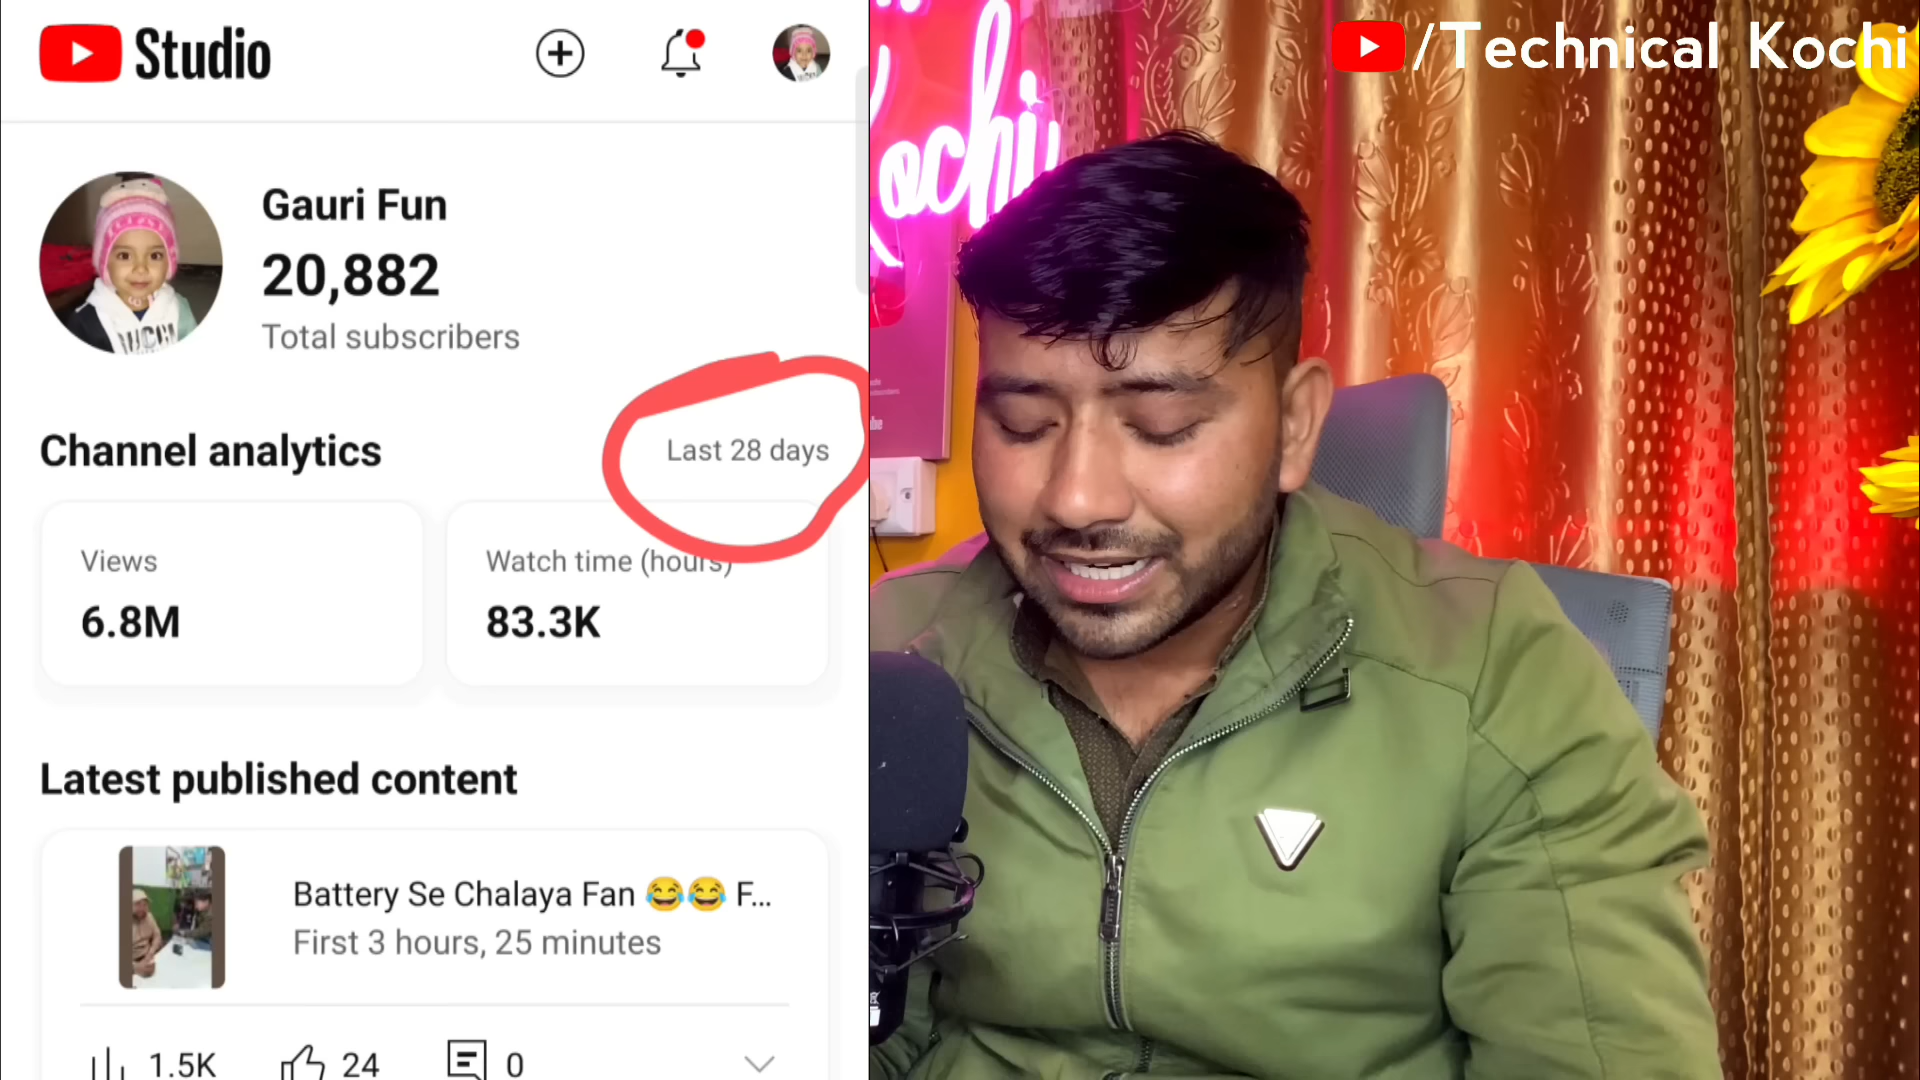 Studio
Gauri Fun
20,882
Total subscribers
Channel analytics
Last 28 days
Views
6.8M
Watch time (hours)
83.3K
Latest published content
Battery Se Chalaya Fan 😂😂 F...
First 3 hours, 25 minutes
1.5K
24
0
/Technical Kochi
Kochi